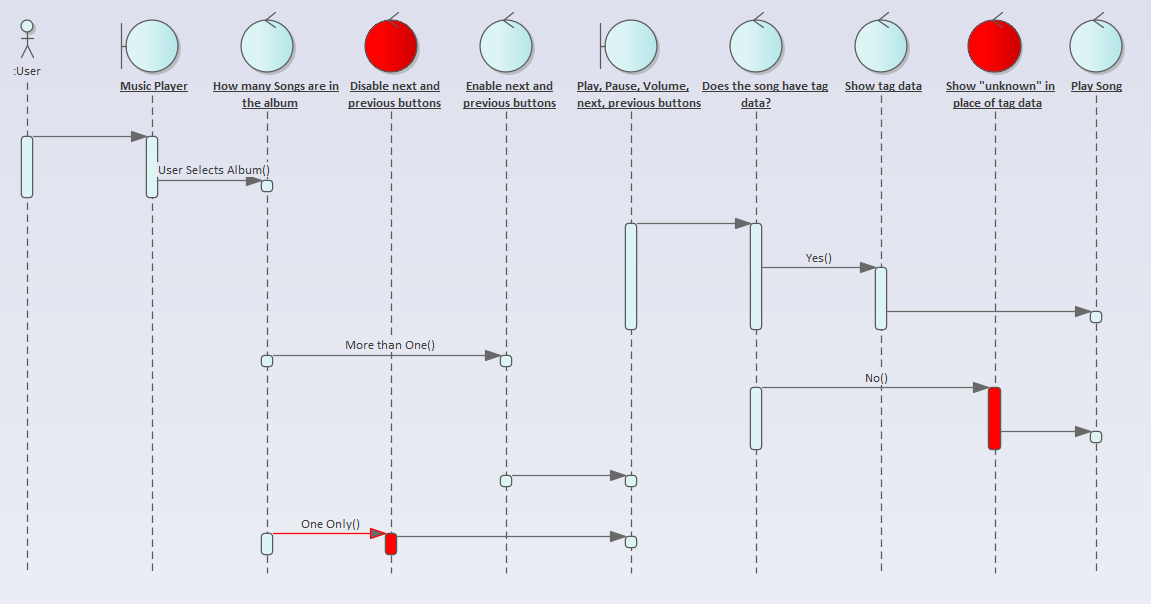 :User
Music Player
How many Songs are in
the album
Disable next and
previous buttons
Enable next and
previous buttons
Play, Pause, Volume,
next, previous buttons
Does the song have tag
data?
Show tag data
Show "unknown" in
place of tag data
Play Song
User Selects Album()
Yes()
More than One()
No()
One Only()